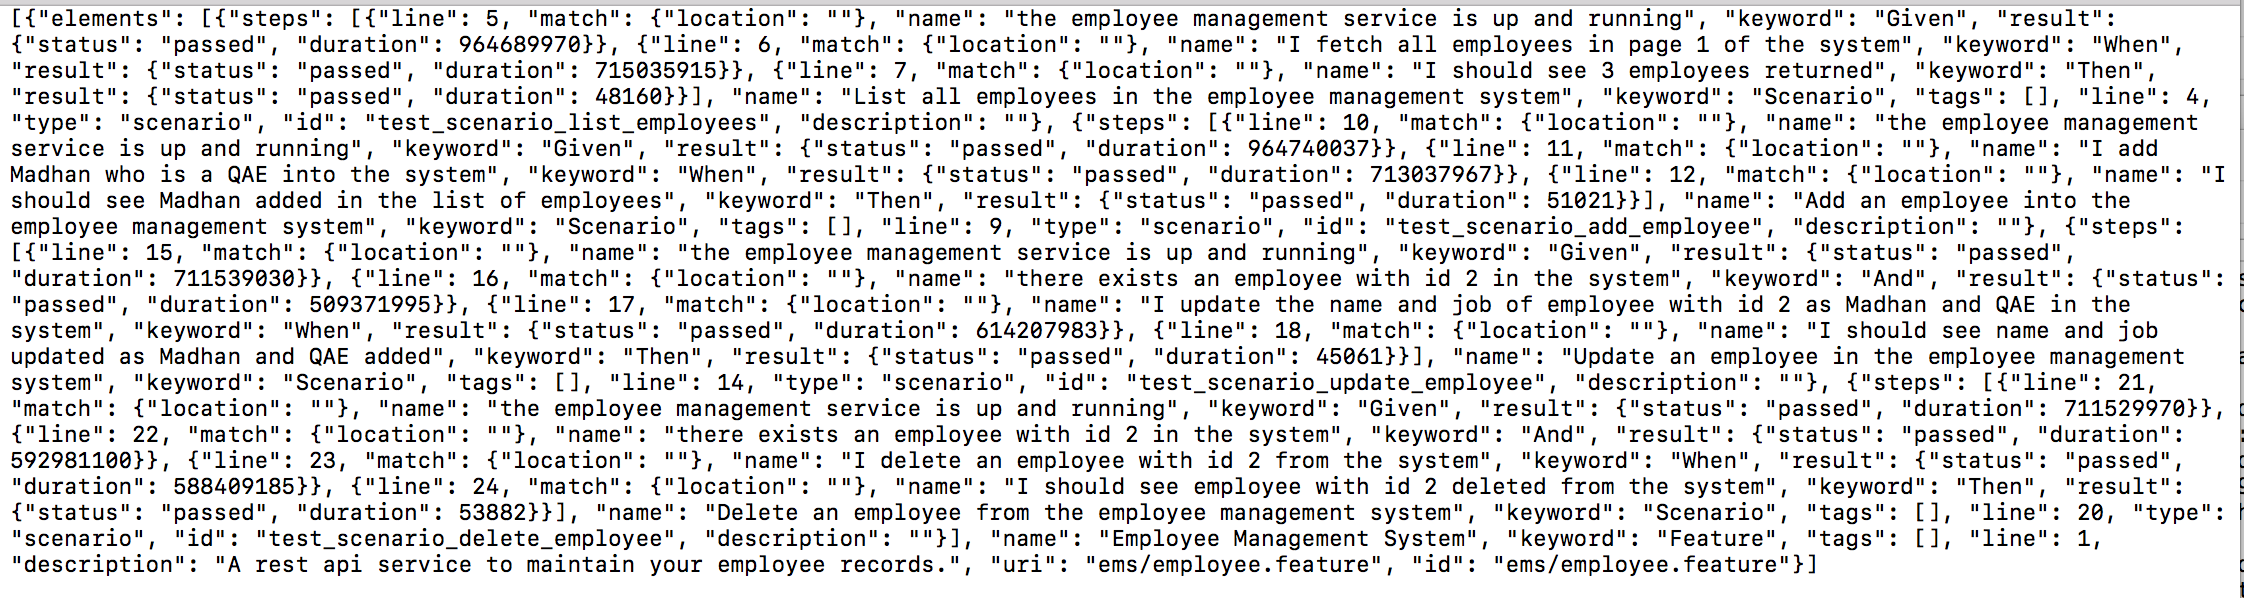 [{"elements": [{"steps": [{"line": 5, "match": {"location": ""}, "name": "the employee management service is up and running", "keyword": "Given", "result":
{"status": "passed", "duration": 964689970}}, {"line": 6, "match": {"location": ""}, "name": "I fetch all employees in page 1 of the system", "keyword": "When",
"result": {"status": "passed", "duration": 715035915}}, {"line": 7, "match": {"location": ""}, "name": "I should see 3 employees returned", "keyword": "Then",
"result": {"status": "passed", "duration": 48160}}], "name": "List all employees in the employee management system", "keyword": "Scenario", "tags": [], "line": 4,
"type": "scenario", "id": "test_scenario_list_employees", "description": ""}, {"steps": [{"line": 10, "match": {"location": ""}, "name": "the employee management
service is up and running", "keyword": "Given", "result": {"status": "passed", "duration": 964740037}}, {"line": 11, "match": {"location": ""}, "name": "I add
Madhan who is a QAE into the system", "keyword": "When", "result": {"status": "passed", "duration": 713037967}}, {"line": 12, "match": {"location": ""}, "name": "I
should see Madhan added in the list of employees", "keyword": "Then", "result": {"status": "passed", "duration": 51021}}], "name": "Add an employee into the
employee management system", "keyword": "Scenario", "tags": [], "line": 9, "type": "scenario", "id": "test_scenario_add_employee", "description": ""}, {"steps":
[{"line": 15, "match": {"location": ""}, "name": "the employee management service is up and running", "keyword": "Given", "result": {"status": "passed",
"duration": 711539030}}, {"line": 16, "match": {"location": ""}, "name": "there exists an employee with id 2 in the system", "keyword": "And", "result": {"status":
"passed", "duration": 509371995}}, {"line": 17, "match": {"location": ""}, "name": "I update the name and job of employee with id 2 as Madhan and QAE in the
system", "keyword": "When", "result": {"status": "passed", "duration": 614207983}}, {"line": 18, "match": {"location": ""}, "name": "I should see name and job
updated as Madhan and QAE added", "keyword": "Then", "result": {"status": "passed", "duration": 45061}}], "name": "Update an employee in the employee management
system", "keyword": "Scenario", "tags": [], "line": 14, "type": "scenario", "id": "test_scenario_update_employee", "description": ""}, {"steps": [{"line": 21,
"match": {"location": ""}, "name": "the employee management service is up and running", "keyword": "Given", "result": {"status": "passed", "duration": 711529970}},
{"line": 22, "match": {"location": ""}, "name": "there exists an employee with id 2 in the system", "keyword": "And", "result": {"status": "passed", "duration":
592981100}}, {"line": 23, "match": {"location": ""}, "name": "I delete an employee with id 2 from the system", "keyword": "When", "result": {"status": "passed",
"duration": 588409185}}, {"line": 24, "match": {"location": ""}, "name": "I should see employee with id 2 deleted from the system", "keyword": "Then", "result":
{"status": "passed", "duration": 53882}}], "name": "Delete an employee from the employee management system", "keyword": "Scenario", "tags": [], "line": 20, "type":
"scenario", "id": "test_scenario_delete_employee", "description": ""}], "name": "Employee Management System", "keyword": "Feature", "tags": [], "line": 1,
"description": "A rest api service to maintain your employee records.", "uri": "ems/employee.feature", "id": "ems/employee.feature"}]